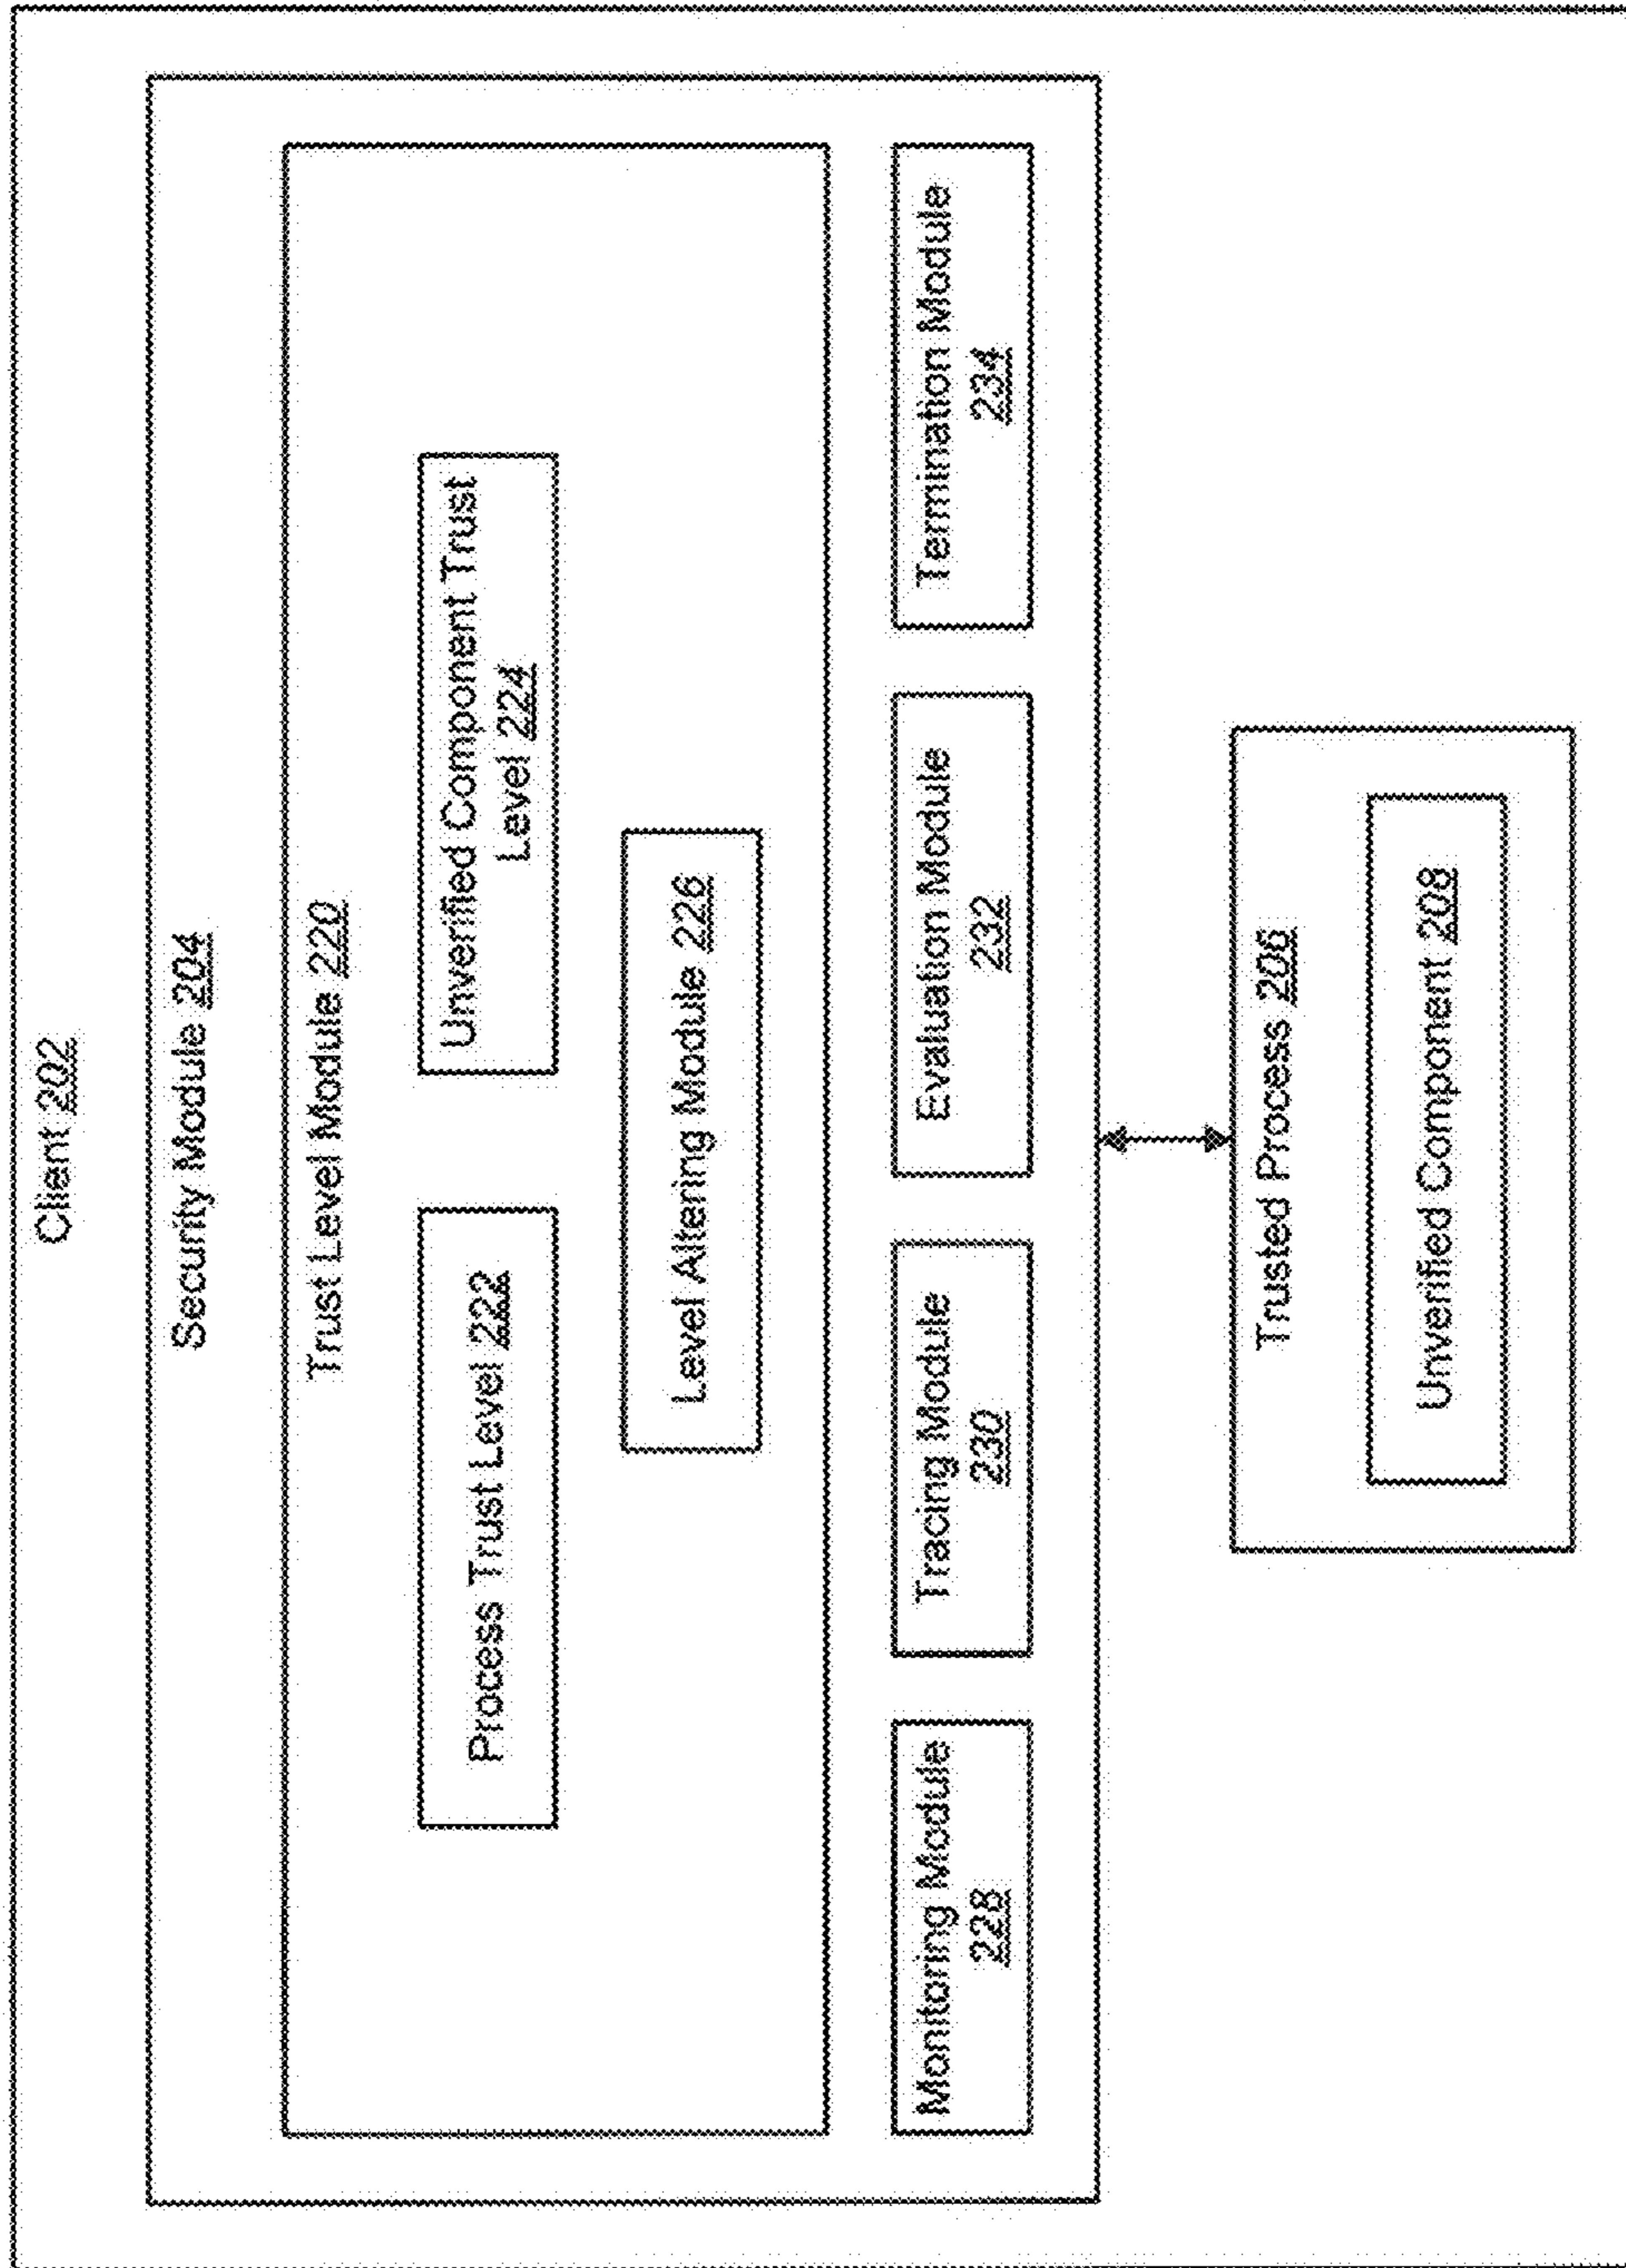 Client 202
Security Module 204
Trust Level Module 220
Process Trust Level 222
Unverified Component Trust
Level 224
Level Altering Module 226
Monitoring Module
228
Tracing Module
230
Evaluation Module
232
Termination Module
234
Trusted Process 206
Unverified Component 208